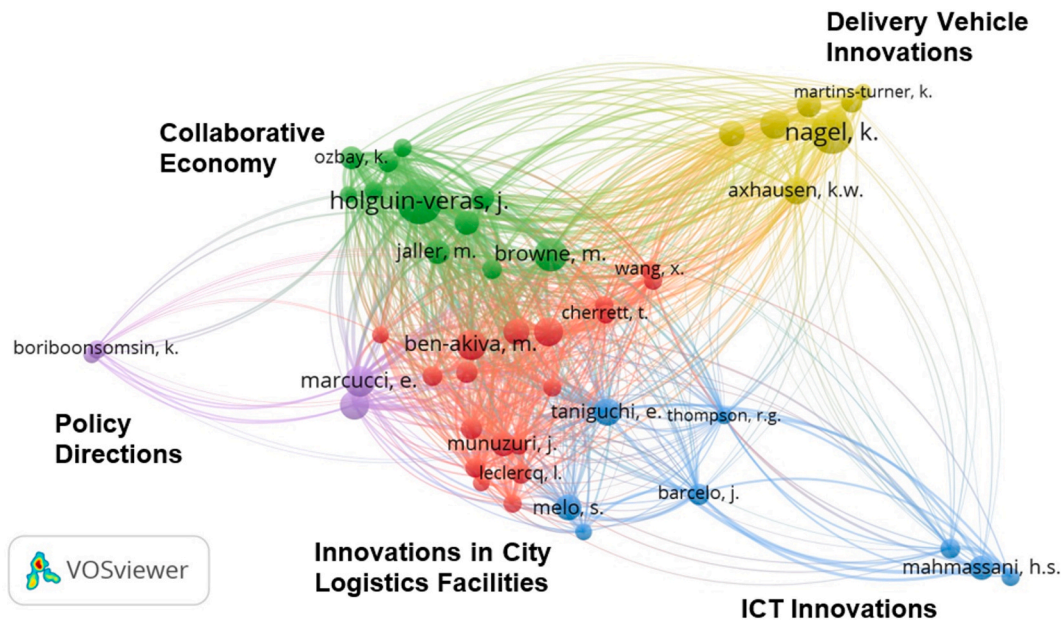 Delivery Vehicle
Innovations
martins-turner, k.
nagel, k.
axhausen, k.w.
Collaborative
Economy
ozbay, k.
holguin-veras, j.
jaller, m.
browne, m.
wang, x.
cherrett, t.
ben-akiva, m.
boriboonsomsin, k.
marcucci, e.
Policy
Directions
taniguchi, e.
thompson, r.g.
munuzuri, j.
leclercq, l.
barcelo, j.
melo, s.
Innovations in City
Logistics Facilities
mahmassani, h.s.
ICT Innovations
VOSviewer